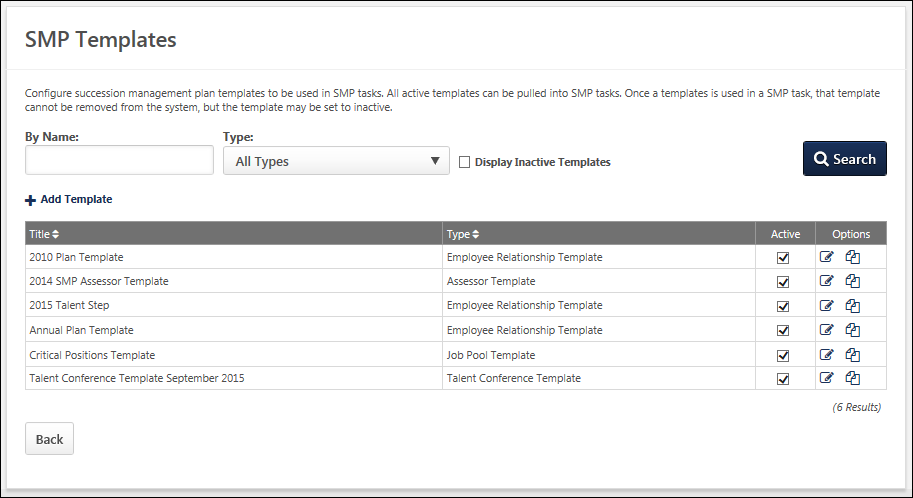 SMP Templates
Configure succession management plan templates to be used in SMP tasks. All active templates can be pulled into SMP tasks. Once a templates is used in a SMP task, that template
cannot be removed from the system, but the template may be set to inactive.
By Name: Type:
All Types Display Inactive Templates Search
Add Template
Title Type Active Options
2010 Plan Template Employee Relationship Template
2014 SMP Assessor Template Assessor Template
2015 Talent Step Employee Relationship Template
Annual Plan Template Employee Relationship Template
Critical Positions Template Job Pool Template
Talent Conference Template September 2015 Talent Conference Template
(6 Results)
Back